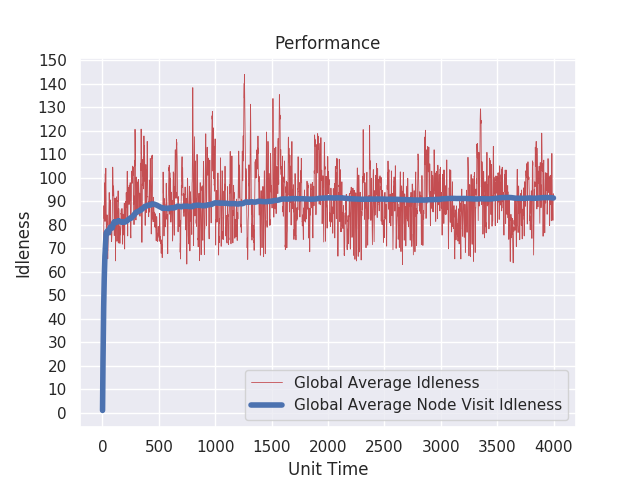 Performance
Idleness
150
140
130
120
110
100
90
80
70
60
50
40
30
20
10
0
Global Average Idleness
Global Average Node Visit Idleness
0 500 1000 1500 2000 2500 3000 3500 4000
Unit Time